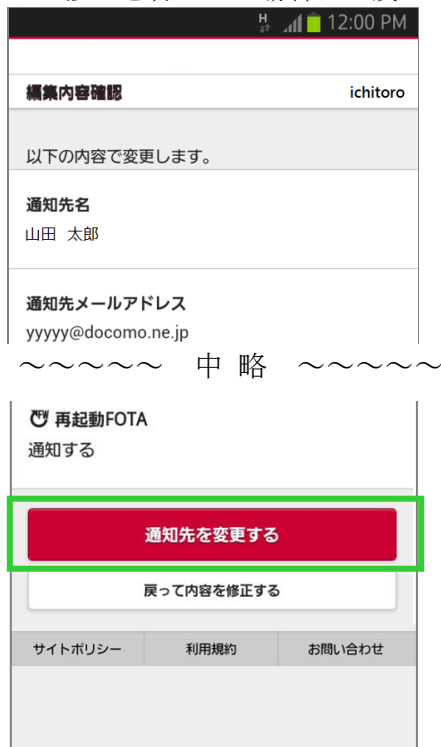 H 12:00 PM
編集内容確認 ichitoro
以下の内容で変更します。
通知先名
山田 太郎
通知先メールアドレス
yyyyy@docomo.ne.jp
～～～～～ 中 略 ～～～～～
再起動FOTA
通知する
通知先を変更する
戻って内容を修正する
サイトポリシー 利用規約 お問い合わせ